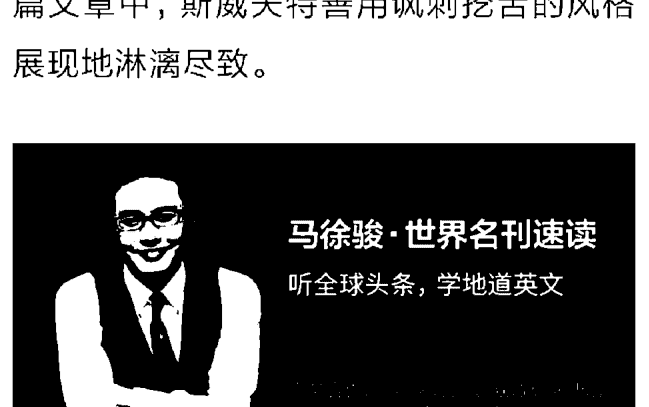 篇文章中，斯威夫特善用讽刺挖苦的风格
展现地淋漓尽致。
马徐骏·世界名刊速读
听全球头条，学地道英文